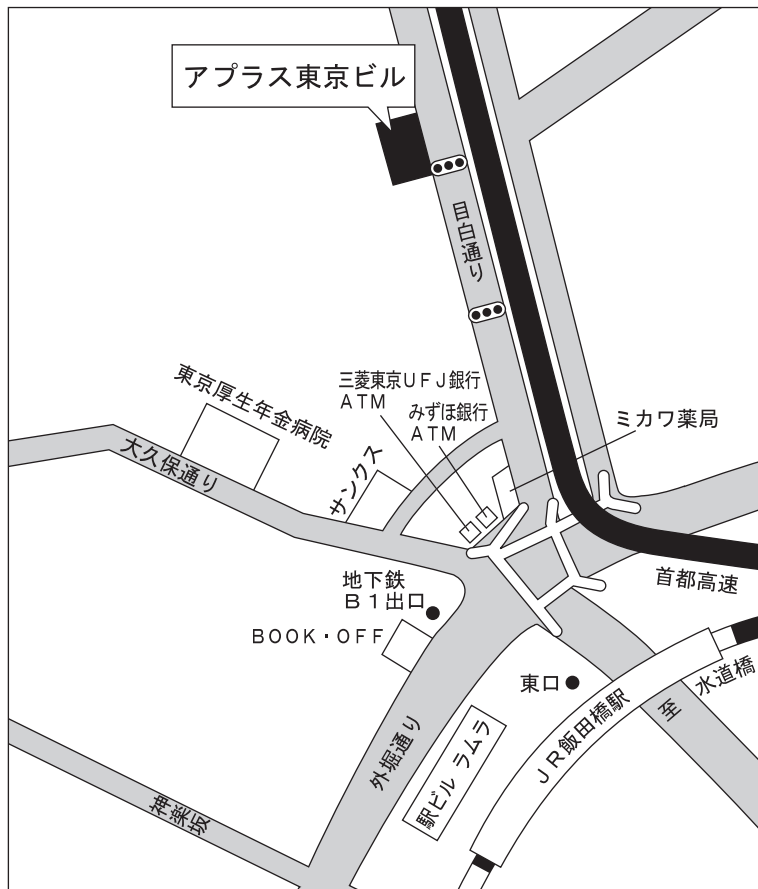 アプラス東京ビル
目白通り
三菱東京UFJ銀行
ATM
みずほ銀行
ATM
ミカワ薬局
東京厚生年金病院
大久保通り
サンクス
首都高速
地下鉄
B1出口
BOOK・OFF
東口
至 水道橋
JR飯田橋駅
外堀通り
駅ビル ラムラ
神楽坂